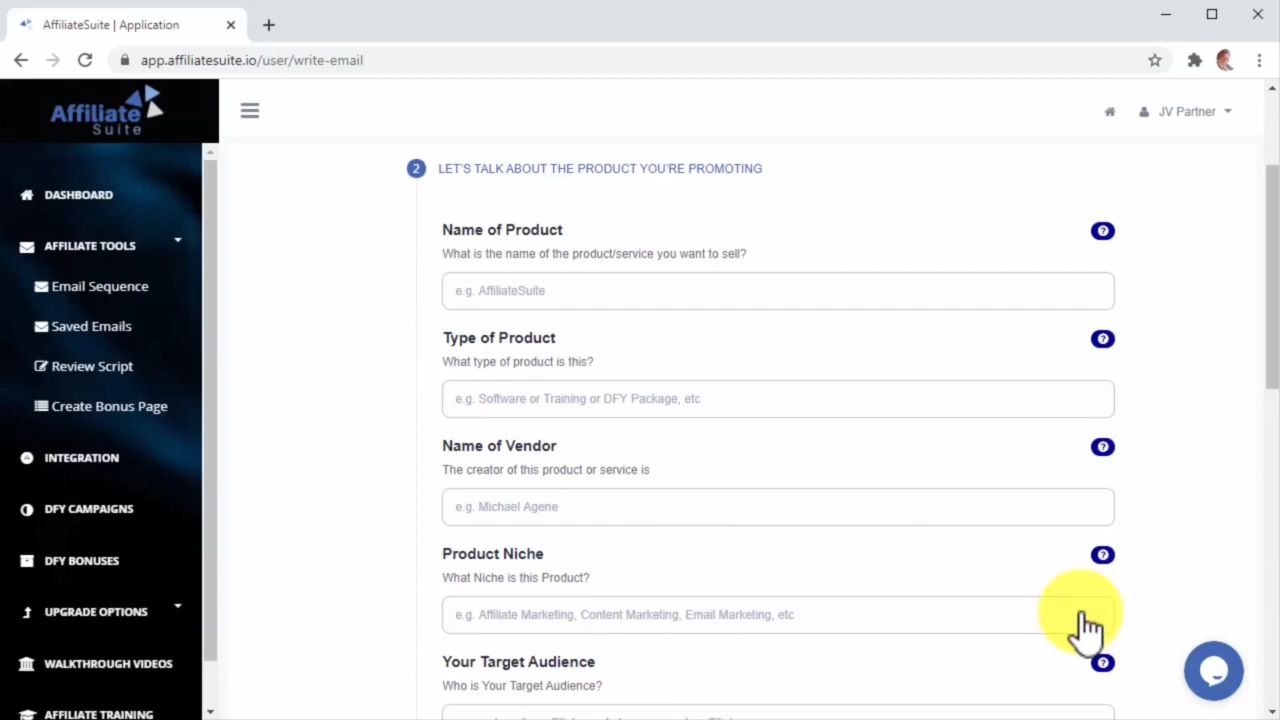 AffiliateSuite | Application
app.affiliatesuite.io/user/write-email
Affiliate
Suite
JV Partner
DASHBOARD
AFFILIATE TOOLS
Email Sequence
Saved Emails
Review Script
Create Bonus Page
INTEGRATION
DFY CAMPAIGNS
DFY BONUSES
UPGRADE OPTIONS
WALKTHROUGH VIDEOS
AFFILIATE TRAINING
2 LET'S TALK ABOUT THE PRODUCT YOU'RE PROMOTING
Name of Product
What is the name of the product/service you want to sell?
e.g. AffiliateSuite
Type of Product
What type of product is this?
e.g. Software or Training or DFY Package, etc
Name of Vendor
The creator of this product or service is
e.g. Michael Agene
Product Niche
What Niche is this Product?
e.g. Affiliate Marketing, Content Marketing, Email Marketing, etc
Your Target Audience
Who is Your Target Audience?